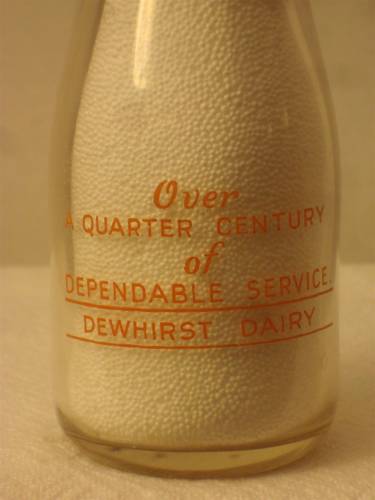 Over
A QUARTER CENTURY
of
DEPENDABLE SERVICE
DEWHIRST DAIRY